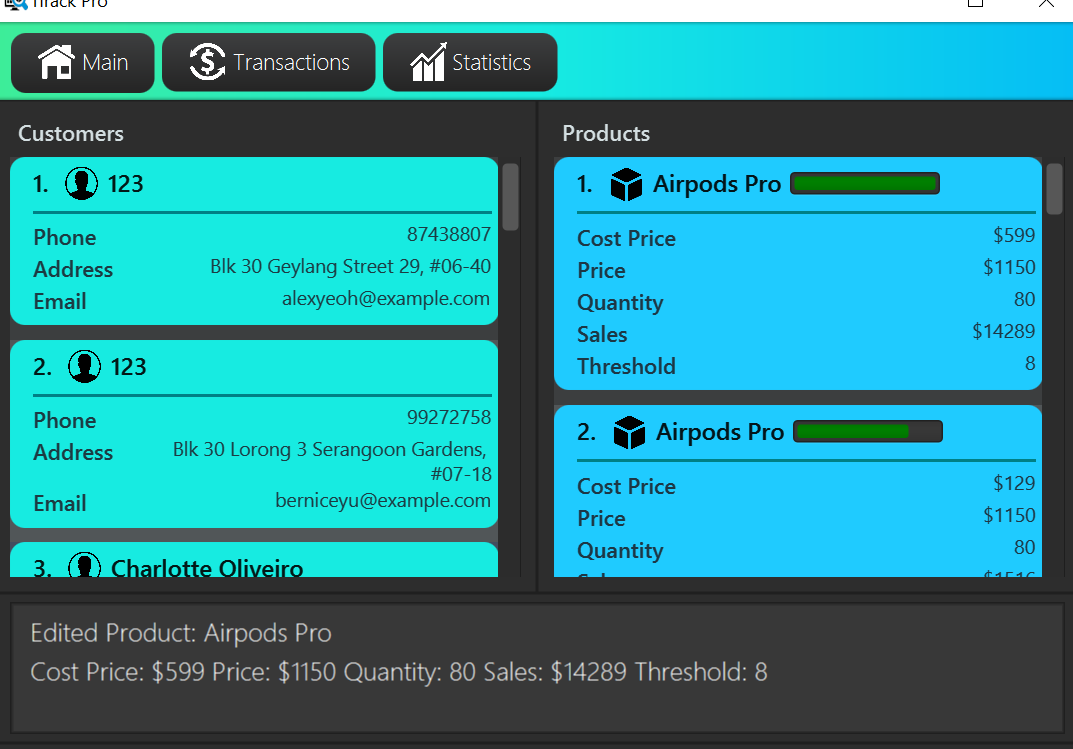 Track Pro
Main
Transactions
Statistics
Customers
1. 123
Phone 87438807
Address Blk 30 Geylang Street 29, #06-40
Email alexyeoh@example.com
2. 123
Phone 99272758
Address Blk 30 Lorong 3 Serangoon Gardens,
#07-18
Email berniceyu@example.com
3. Charlotte Oliveiro
Products
1. Airpods Pro
Cost Price $599
Price $1150
Quantity 80
Sales $14289
Threshold 8
2. Airpods Pro
Cost Price $129
Price $1150
Quantity 80
Edited Product: Airpods Pro
Cost Price: $599 Price: $1150 Quantity: 80 Sales: $14289 Threshold: 8